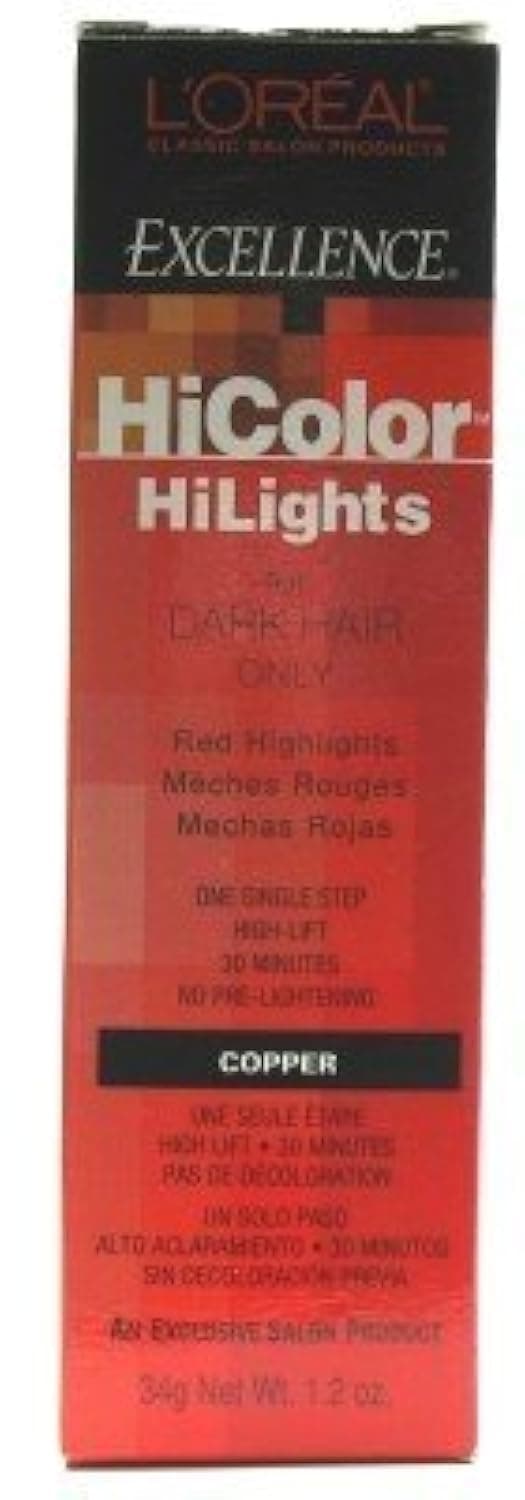 L'ORÉAL®
CLASSIC SALON PRODUCTS
EXCELLENCE®
HiColor™
HiLights
for
DARK HAIR
ONLY
Red Highlights
Mèches Rouges
Mechas Rojas
ONE SINGLE STEP
HIGH-LIFT
30 MINUTES
NO PRE-LIGHTENING
COPPER
UNE SEULE ÉTAPE
HIGH LIFT • 30 MINUTES
PAS DE DÉCOLORATION
UN SOLO PASO
ALTO ACLARAMIENTO • 30 MINUTOS
SIN DECOLORACIÓN PREVIA
AN EXCLUSIVE SALON PRODUCT
34g Net Wt. 1.2 oz.